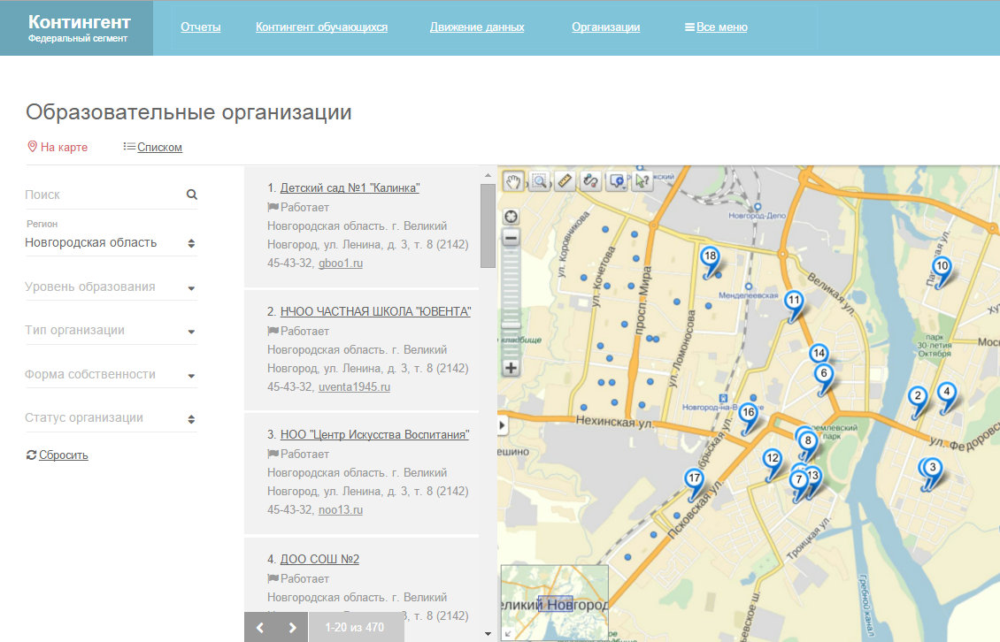 Контингент
Федеральный сегмент
Отчеты
Контингент обучающихся
Движение данных
Организации
Все меню
Образовательные организации
На карте
Списком
Поиск
Регион
Новгородская область
Уровень образования
Тип организации
Форма собственности
Статус организации
Сбросить
1. Детский сад №1 "Калинка"
Работает
Новгородская область. г. Великий
Новгород, ул. Ленина, д. 3, т. 8 (2142)
45-43-32, gboo1.ru
2. НЧОО ЧАСТНАЯ ШКОЛА "ЮВЕНТА"
Работает
Новгородская область. г. Великий
Новгород, ул. Ленина, д. 3, т. 8 (2142)
45-43-32, uventa1945.ru
3. НОО "Центр Искусства Воспитания"
Работает
Новгородская область. г. Великий
Новгород, ул. Ленина, д. 3, т. 8 (2142)
45-43-32, noo13.ru
4. ДОО СОШ №2
Работает
Новгородская область. г. Великий
3, т. 8 (2142)
1-20 из 470
Новгород-Депо
ул. Коровникова
ул. Кочетова
просп. Мира
ул. Ломоносова
Менделеевская
Великая ул.
парк
30-летия
Октября
Моск
Ху
кладбище
Нехинская ул.
ешино
Новгород-на-В
ремлевский
парк
ул. Федоровс
Псковская ул.
Троицкая ул.
Гребной канал
евское ш.
еликий Новгород
18
10
11
14
6
2
4
16
8
12
3
17
7
13